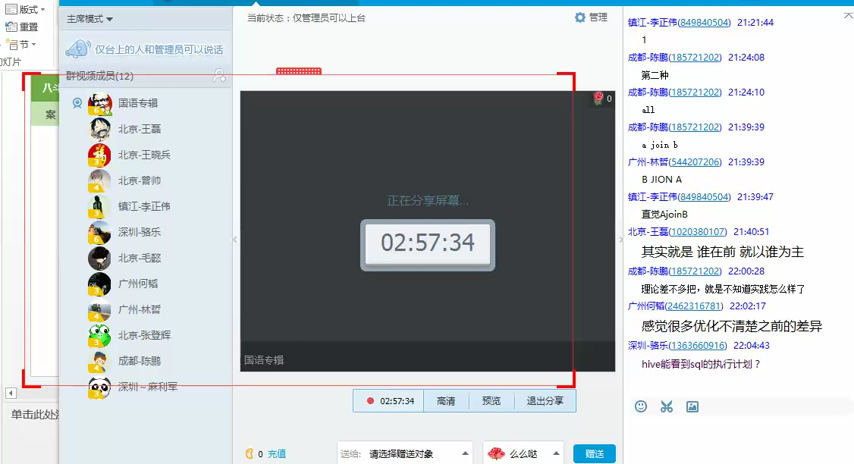 版式
重置
节
灯片
主席模式
仅台上的人和管理员可以说话
群视频成员(12)
案
国语专辑
北京-王磊
北京-王晓兵
北京-曾帅
镇江-李正伟
深圳-骆乐
北京-毛懿
广州何韬
广州-林哲
北京-张登辉
成都-陈鹏
深圳~麻利军
单击此处
当前状态：仅管理员可以上台
管理
0
正在分享屏幕...
02:57:34
国语专辑
02:57:34
高清
预览
退出分享
0 充值
送给: 请选择赠送对象
么么哒
赠送
镇江-李正伟(849840504) 21:21:44
1
成都-陈鹏(185721202) 21:24:08
第二种
成都-陈鹏(185721202) 21:24:10
all
成都-陈鹏(185721202) 21:39:39
a join b
广州-林哲(544207206) 21:39:39
B JION A
镇江-李正伟(849840504) 21:39:47
直觉AjoinB
北京-王磊(1020380107) 21:40:51
其实就是 谁在前 就以谁为主
成都-陈鹏(185721202) 22:00:28
理论差不多把，就是不知道实践怎么样了
广州何韬(2462316781) 22:02:17
感觉很多优化不清楚之前的差异
深圳-骆乐(1363660916) 22:04:43
hive能看到sql的执行计划？